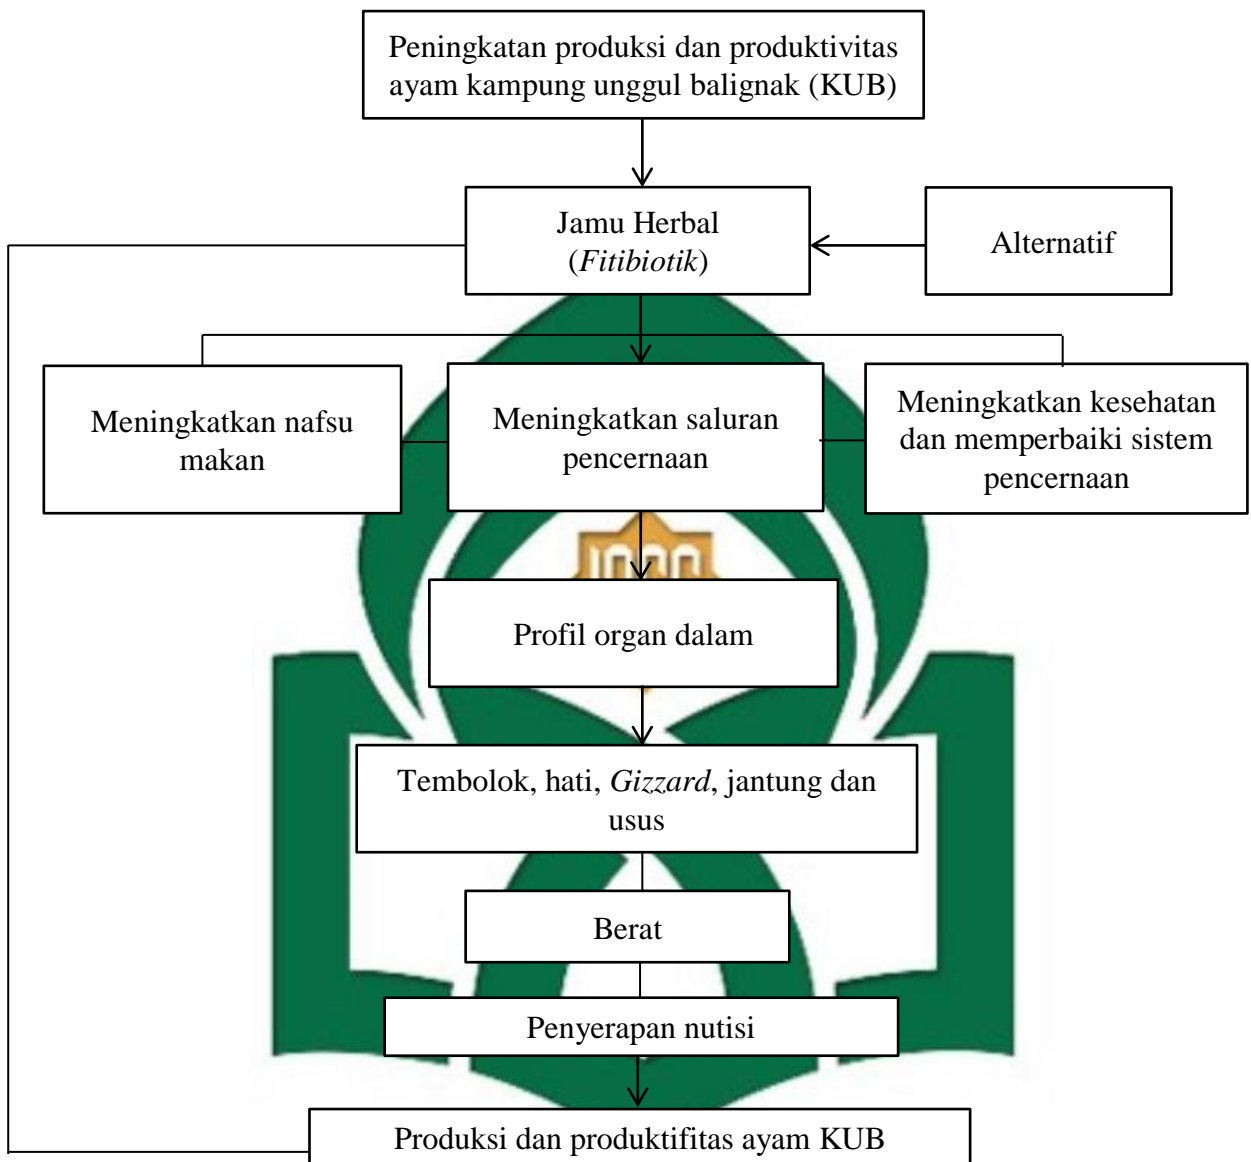 Peningkatan produksi dan produktivitas
ayam kampung unggul balignak (KUB)
Jamu Herbal
(Fitibiotik)
Alternatif
Meningkatkan nafsu
makan
Meningkatkan saluran
pencernaan
Meningkatkan kesehatan
dan memperbaiki sistem
pencernaan
Profil organ dalam
Tembolok, hati, Gizzard, jantung dan
usus
Berat
Penyerapan nutisi
Produksi dan produktifitas ayam KUB